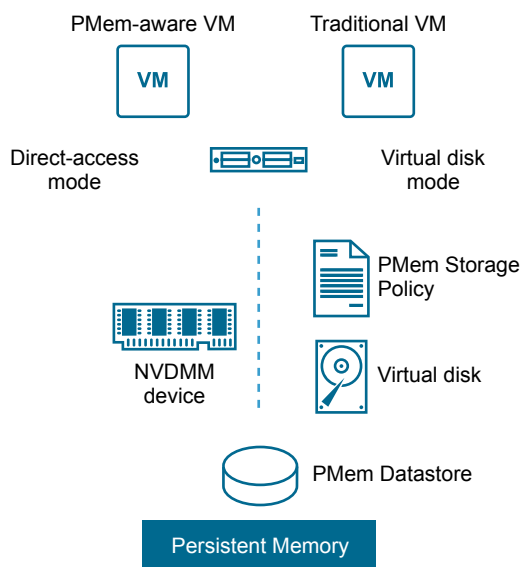 PMem-aware VM
Traditional VM
VM
VM
Direct-access
mode
Virtual disk
mode
PMem Storage
Policy
NVDMM
device
Virtual disk
PMem Datastore
Persistent Memory